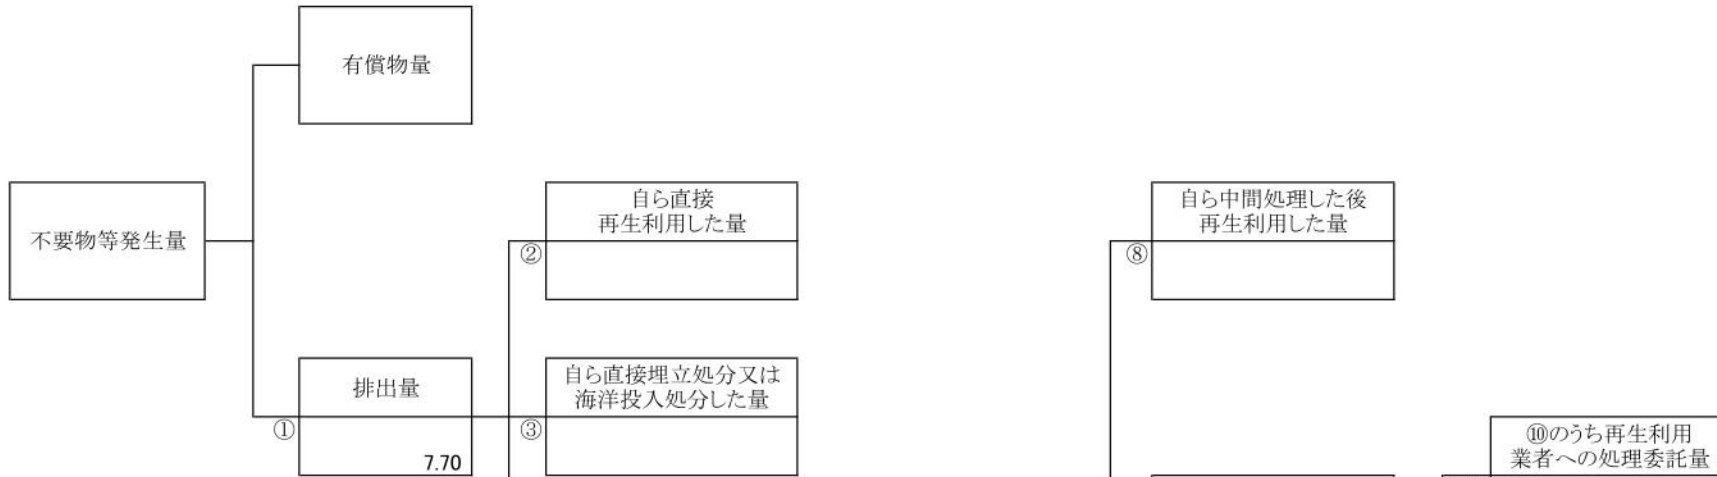 有償物量
不要物等発生量
自ら直接
再生利用した量
②
自ら中間処理した後
再生利用した量
⑧
排出量
①
7.70
自ら直接埋立処分又は
海洋投入処分した量
③
⑩のうち再生利用
業者への処理委託量